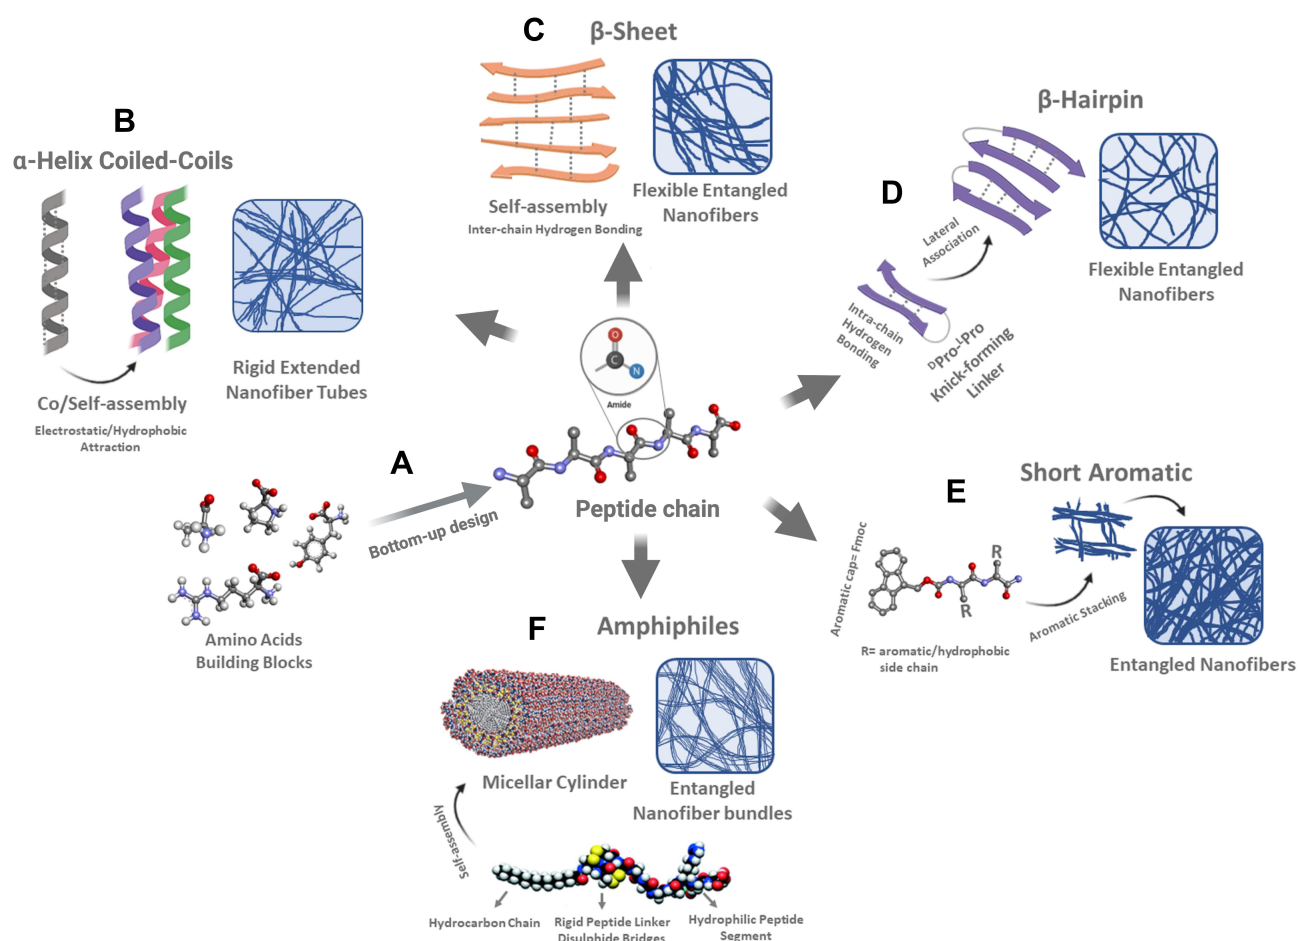 C
β-Sheet
Self-assembly
Inter-chain Hydrogen Bonding
Flexible Entangled
Nanofibers
B
α-Helix Coiled-Coils
Co/Self-assembly
Electrostatic/Hydrophobic
Attraction
Rigid Extended
Nanofiber Tubes
β-Hairpin
D
Lateral
Association
Intra-chain
Hydrogen
Bonding
ᴰPro-ᴸPro
Knick-forming
Linker
Flexible Entangled
Nanofibers
O
C
N
Amide
Peptide chain
A
Bottom-up design
Amino Acids
Building Blocks
E
Short Aromatic
Aromatic cap= Fmoc
R
R
R= aromatic/hydrophobic
side chain
Aromatic Stacking
Entangled Nanofibers
F
Amphiphiles
Micellar Cylinder
Entangled
Nanofiber bundles
Self-assembly
Hydrocarbon Chain
Rigid Peptide Linker
Disulphide Bridges
Hydrophilic Peptide
Segment